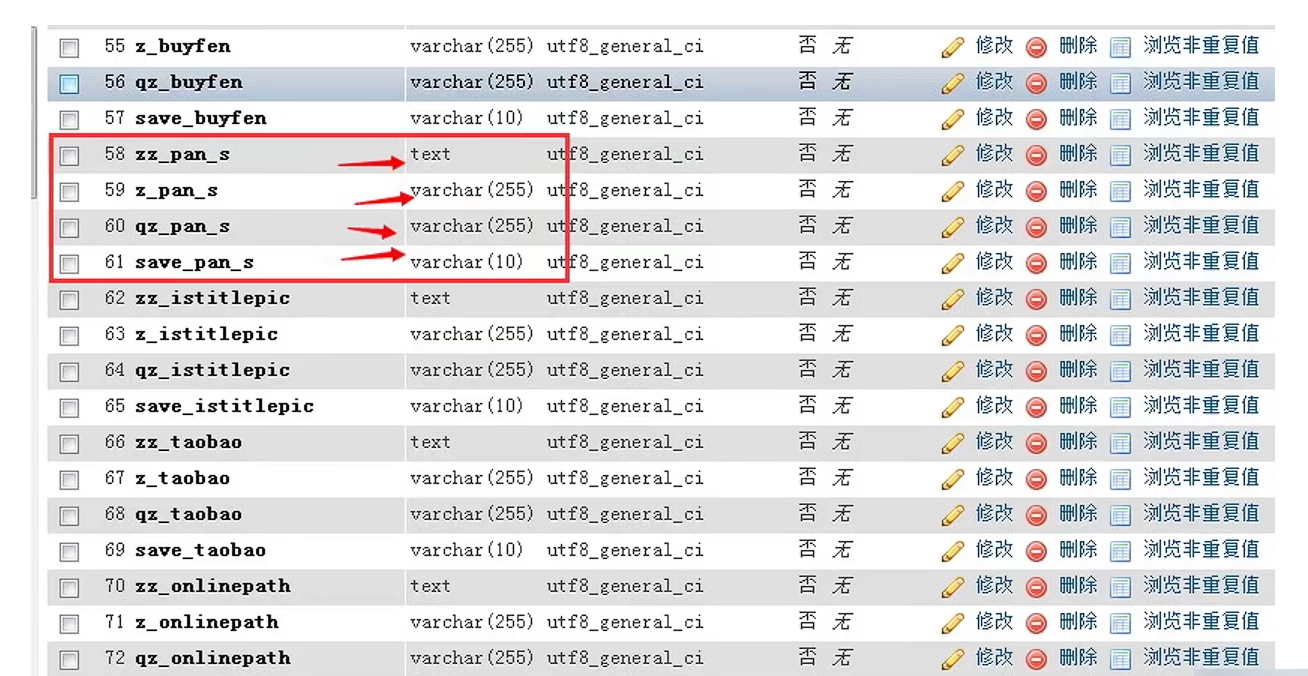 55 z_buyfen varchar(255) utf8_general_ci 否 无 修改 删除 浏览非重复值
56 qz_buyfen varchar(255) utf8_general_ci 否 无 修改 删除 浏览非重复值
57 save_buyfen varchar(10) utf8_general_ci 否 无 修改 删除 浏览非重复值
58 zz_pan_s text utf8_general_ci 否 无 修改 删除 浏览非重复值
59 z_pan_s varchar(255) utf8_general_ci 否 无 修改 删除 浏览非重复值
60 qz_pan_s varchar(255) utf8_general_ci 否 无 修改 删除 浏览非重复值
61 save_pan_s varchar(10) utf8_general_ci 否 无 修改 删除 浏览非重复值
62 zz_istitlepic text utf8_general_ci 否 无 修改 删除 浏览非重复值
63 z_istitlepic varchar(255) utf8_general_ci 否 无 修改 删除 浏览非重复值
64 qz_istitlepic varchar(255) utf8_general_ci 否 无 修改 删除 浏览非重复值
65 save_istitlepic varchar(10) utf8_general_ci 否 无 修改 删除 浏览非重复值
66 zz_taobao text utf8_general_ci 否 无 修改 删除 浏览非重复值
67 z_taobao varchar(255) utf8_general_ci 否 无 修改 删除 浏览非重复值
68 qz_taobao varchar(255) utf8_general_ci 否 无 修改 删除 浏览非重复值
69 save_taobao varchar(10) utf8_general_ci 否 无 修改 删除 浏览非重复值
70 zz_onlinepath text utf8_general_ci 否 无 修改 删除 浏览非重复值
71 z_onlinepath varchar(255) utf8_general_ci 否 无 修改 删除 浏览非重复值
72 qz_onlinepath varchar(255) utf8_general_ci 否 无 修改 删除 浏览非重复值